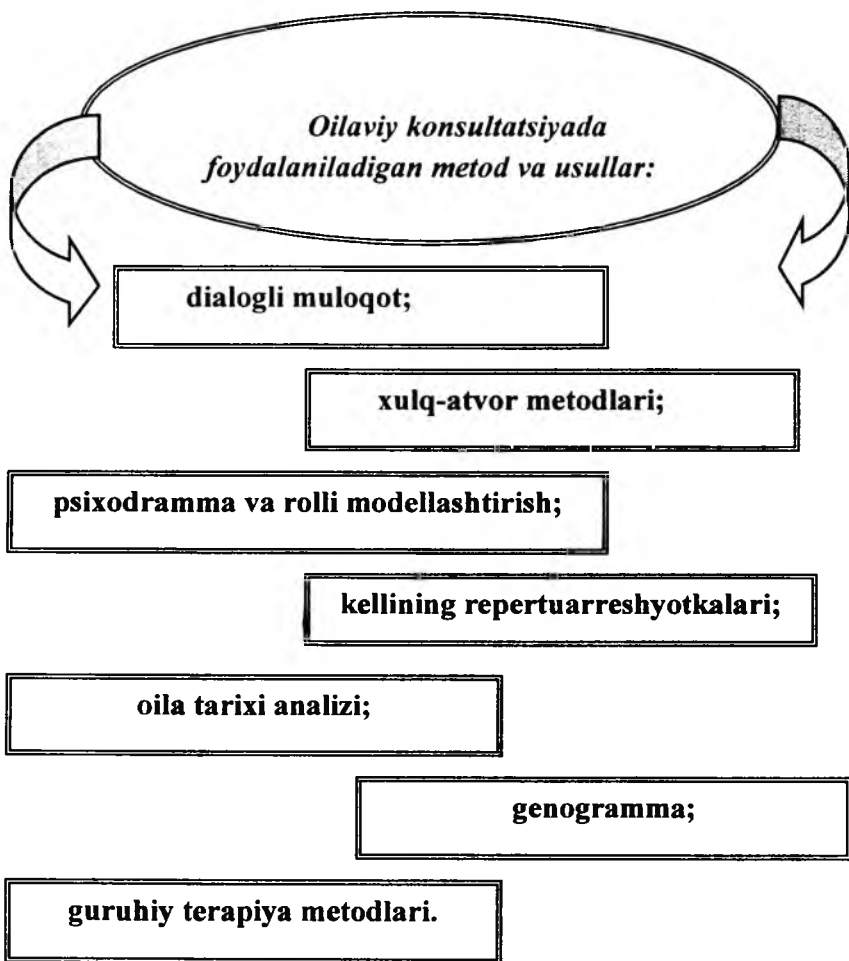 Oilaviy konsultatsiyada
foydalaniladigan metod va usullar:
dialogli muloqot;
xulq-atvor metodlari;
psixodramma va rolli modellashtirish;
kellining repertuarreshyotkalari;
oila tarixi analizi;
genogramma;
guruhiy terapiya metodlari.